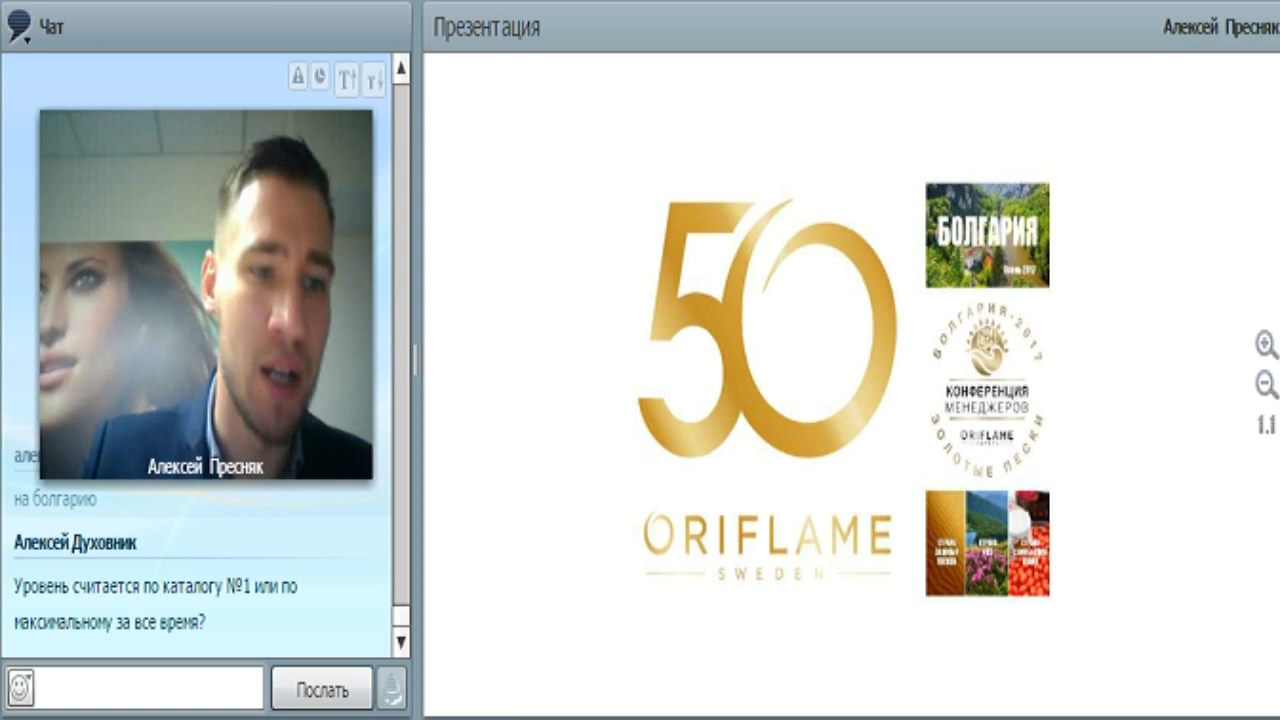 Чат
Презентация
Алексей Пресняк
Алексей Пресняк
на болгарию
Алексей Духовник
Уровень считается по каталогу №1 или по
максимальному за все время?
Послать
50
ORIFLAME
SWEDEN
БОЛГАРИЯ
БОЛГАРИЯ-2017
КОНФЕРЕНЦИЯ
МЕНЕДЖЕРОВ
ORIFLAME
ЗОЛОТЫЕ ПЕСКИ
1:1